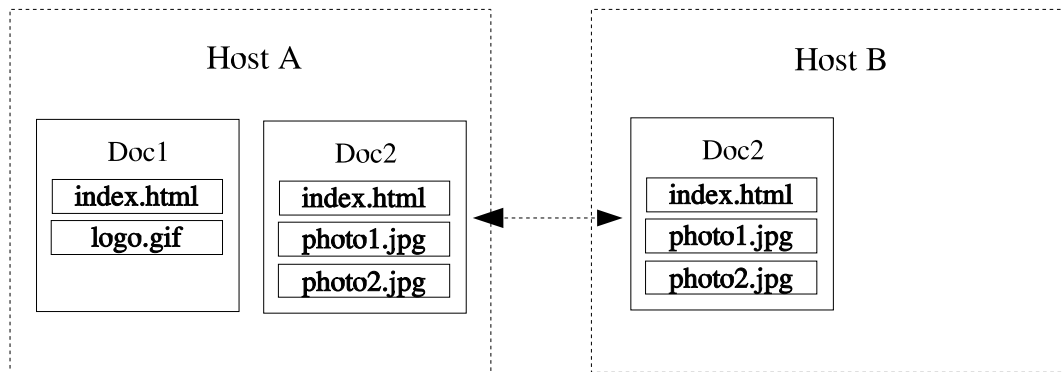 Host A
Host B
Doc1
index.html
logo.gif
Doc2
index.html
photo1.jpg
photo2.jpg
Doc2
index.html
photo1.jpg
photo2.jpg